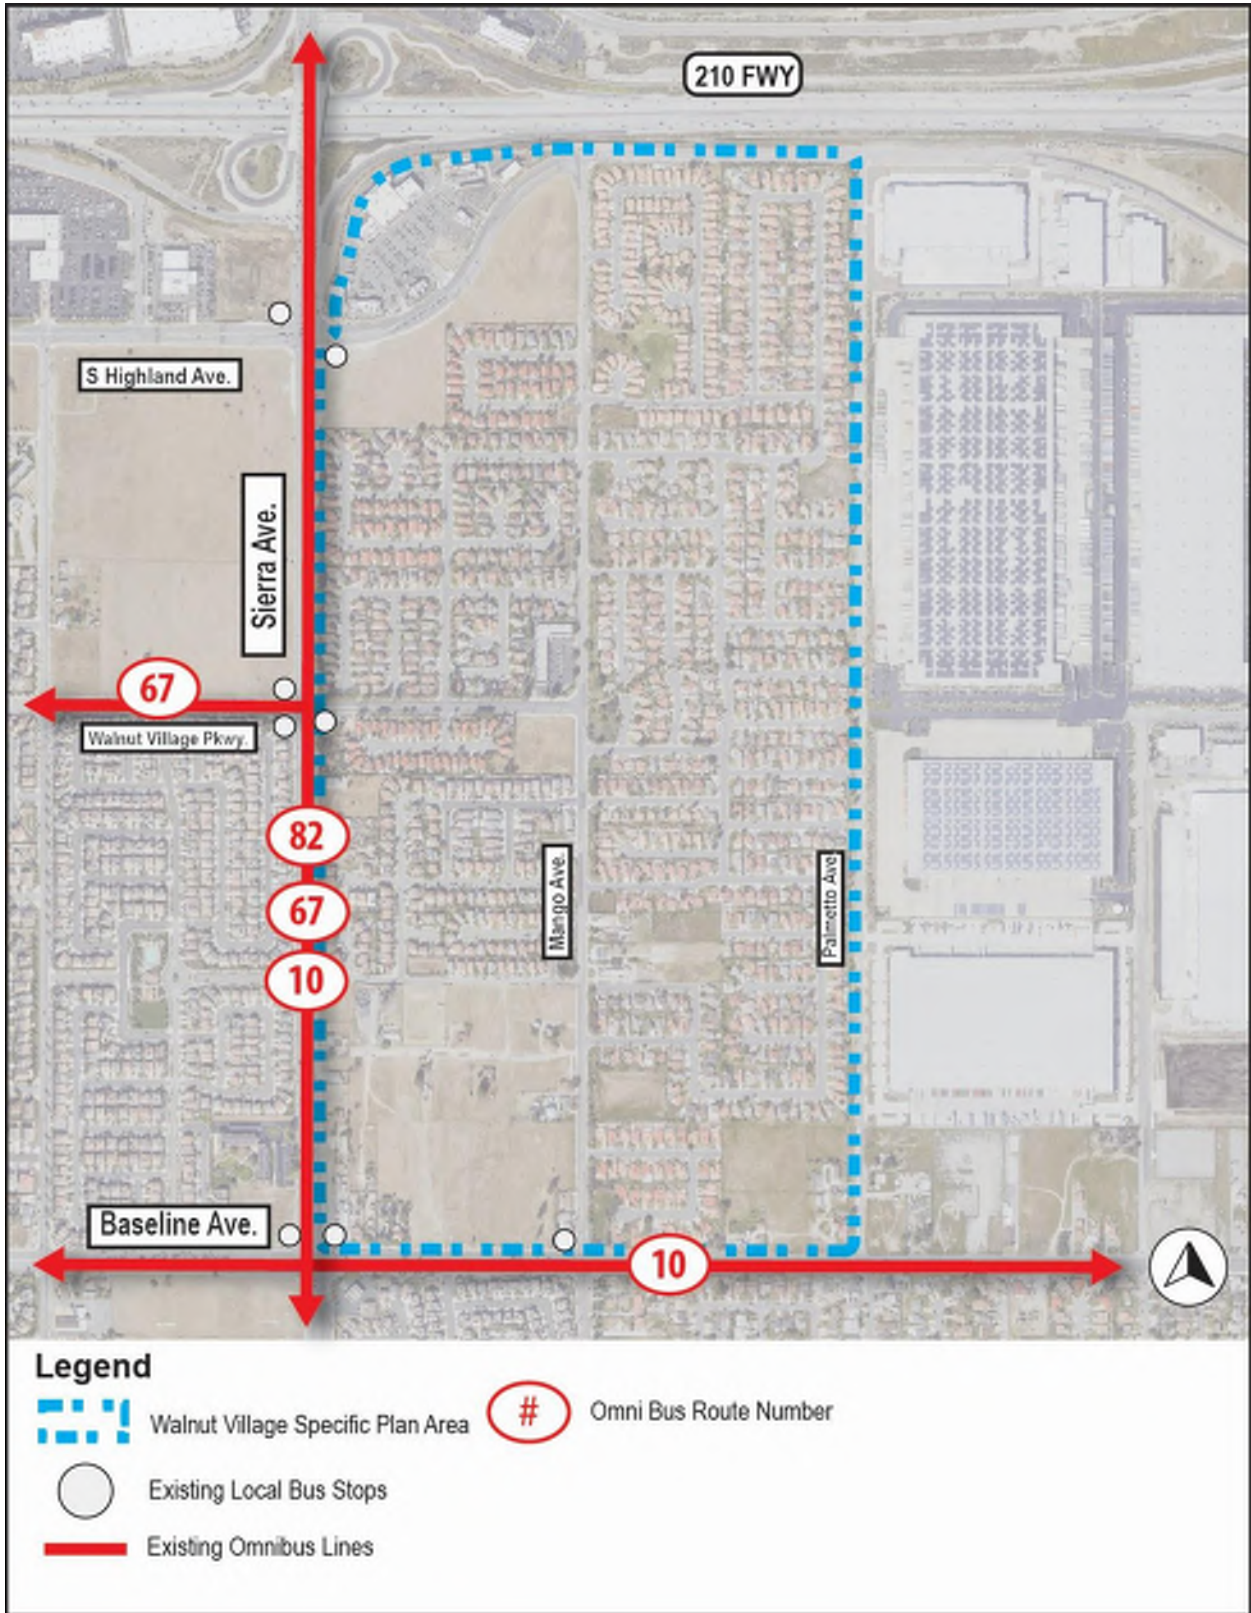 210 FWY
S Highland Ave.
Sierra Ave.
67
Walnut Village Pkwy.
82
67
10
Mango Ave.
Palmetto Ave
Baseline Ave.
10
Legend
Walnut Village Specific Plan Area
# Omni Bus Route Number
Existing Local Bus Stops
Existing Omnibus Lines